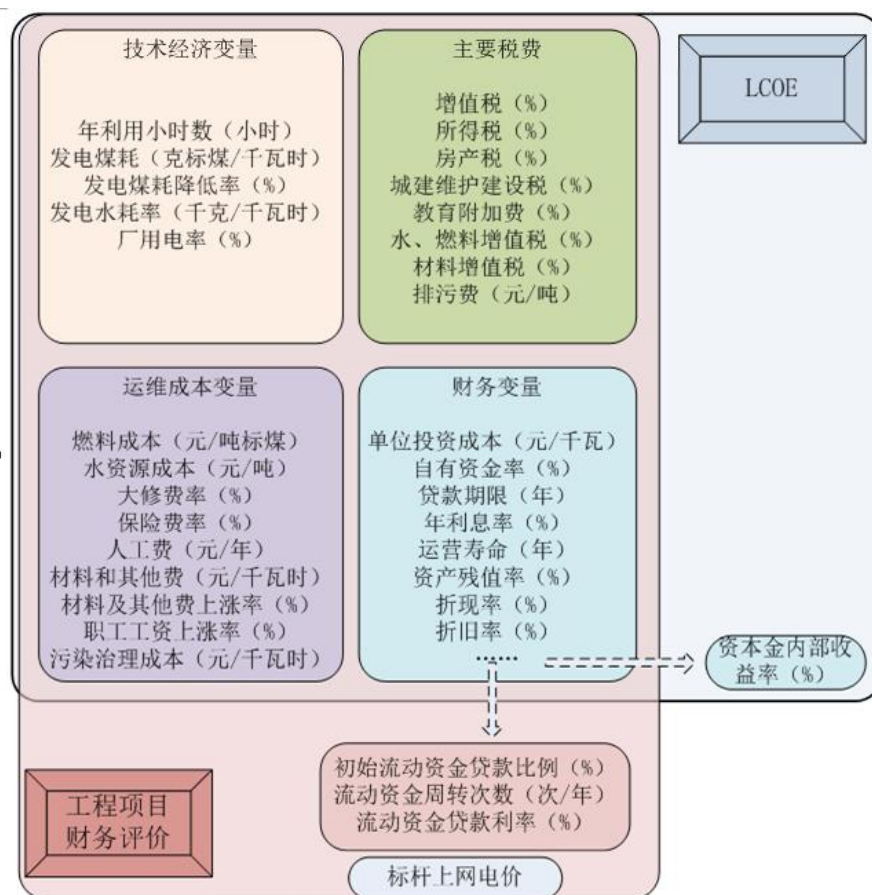 技术经济变量
年利用小时数（小时）
发电煤耗（克标煤/千瓦时）
发电煤耗降低率（%）
发电水耗率（千克/千瓦时）
厂用电率（%）
主要税费
增值税（%）
所得税（%）
房产税（%）
城建维护建设税（%）
教育附加费（%）
水、燃料增值税（%）
材料增值税（%）
排污费（元/吨）
LCOE
运维成本变量
燃料成本（元/吨标煤）
水资源成本（元/吨）
大修费率（%）
保险费率（%）
人工费（元/年）
材料和其他费（元/千瓦时）
材料及其他费上涨率（%）
职工工资上涨率（%）
污染治理成本（元/千瓦时）
财务变量
单位投资成本（元/千瓦）
自有资金率（%）
贷款期限（年）
年利息率（%）
运营寿命（年）
资产残值率（%）
折现率（%）
折旧率（%）
……
资本金内部收
益率（%）
工程项目
财务评价
初始流动资金贷款比例（%）
流动资金周转次数（次/年）
流动资金贷款利率（%）
标杆上网电价